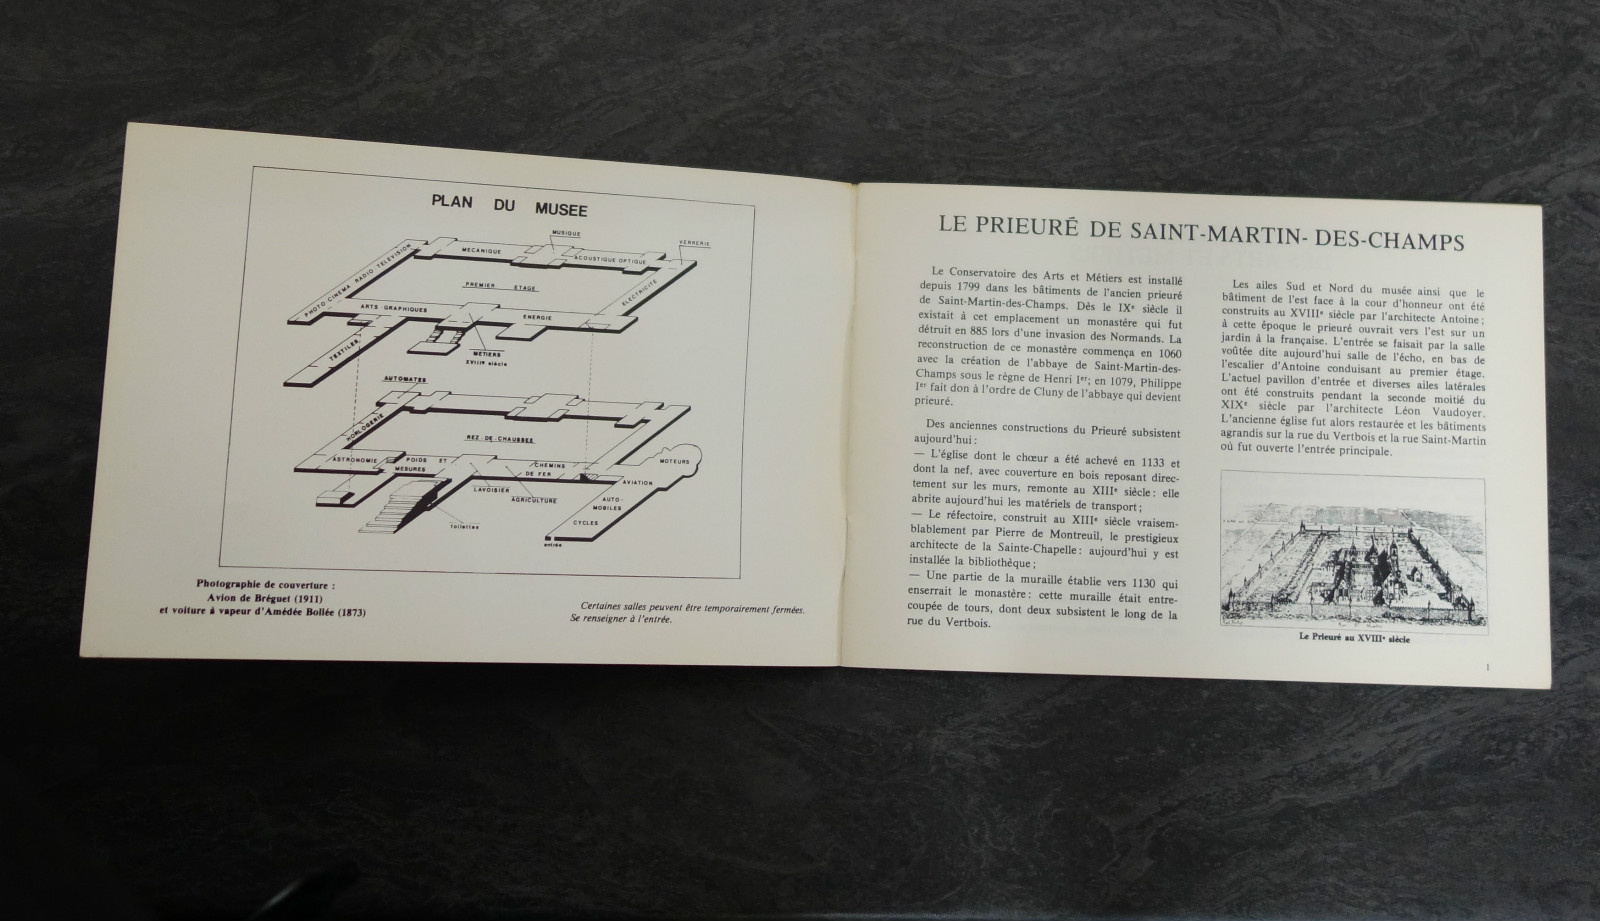 PLAN DU MUSEE
MUSIQUE
VERRERIE
MECANIQUE
ACOUSTIQUE OPTIQUE
PHOTO CINEMA RADIO TELEVISION
PREMIER ETAGE
ELECTRICITE
ARTS GRAPHIQUES
ENERGIE
TEXTILES
METIERS
XVIIIe siècle
AUTOMATES
HORLOGERIE
REZ DE CHAUSSEE
ASTRONOMIE
POIDS ET
MESURES
CHEMINS
DE FER
MOTEURS
LAVOISIER
AGRICULTURE
AVIATION
AUTO-
MOBILES
CYCLES
toilettes
entrée
Photographie de couverture :
Avion de Bréguet (1911)
et voiture à vapeur d'Amédée Bollée (1873)
Certaines salles peuvent être temporairement fermées.
Se renseigner à l'entrée.
LE PRIEURÉ DE SAINT-MARTIN-DES-CHAMPS
Le Conservatoire des Arts et Métiers est installé
depuis 1799 dans les bâtiments de l'ancien prieuré
de Saint-Martin-des-Champs. Dès le IXe siècle il
existait à cet emplacement un monastère qui fut
détruit en 885 lors d'une invasion des Normands. La
reconstruction de ce monastère commença en 1060
avec la création de l'abbaye de Saint-Martin-des-
Champs sous le règne de Henri Ier; en 1079, Philippe
Ier fait don à l'ordre de Cluny de l'abbaye qui devient
prieuré.
Des anciennes constructions du Prieuré subsistent
aujourd'hui :
— L'église dont le chœur a été achevé en 1133 et
dont la nef, avec couverture en bois reposant direc-
tement sur les murs, remonte au XIIIe siècle : elle
abrite aujourd'hui les matériels de transport ;
— Le réfectoire, construit au XIIIe siècle vraisem-
blablement par Pierre de Montreuil, le prestigieux
architecte de la Sainte-Chapelle : aujourd'hui y est
installée la bibliothèque ;
— Une partie de la muraille établie vers 1130 qui
enserrait le monastère : cette muraille était entre-
coupée de tours, dont deux subsistent le long de la
rue du Vertbois.
Les ailes Sud et Nord du musée ainsi que le
bâtiment de l'est face à la cour d'honneur ont été
construits au XVIIIe siècle par l'architecte Antoine ;
à cette époque le prieuré ouvrait vers l'est sur un
jardin à la française. L'entrée se faisait par la salle
voûtée dite aujourd'hui salle de l'écho, en bas de
l'escalier d'Antoine conduisant au premier étage.
L'actuel pavillon d'entrée et diverses ailes latérales
ont été construits pendant la seconde moitié du
XIXe siècle par l'architecte Léon Vaudoyer.
L'ancienne église fut alors restaurée et les bâtiments
agrandis sur la rue du Vertbois et la rue Saint-Martin
où fut ouverte l'entrée principale.
Le Prieuré au XVIIIe siècle
1